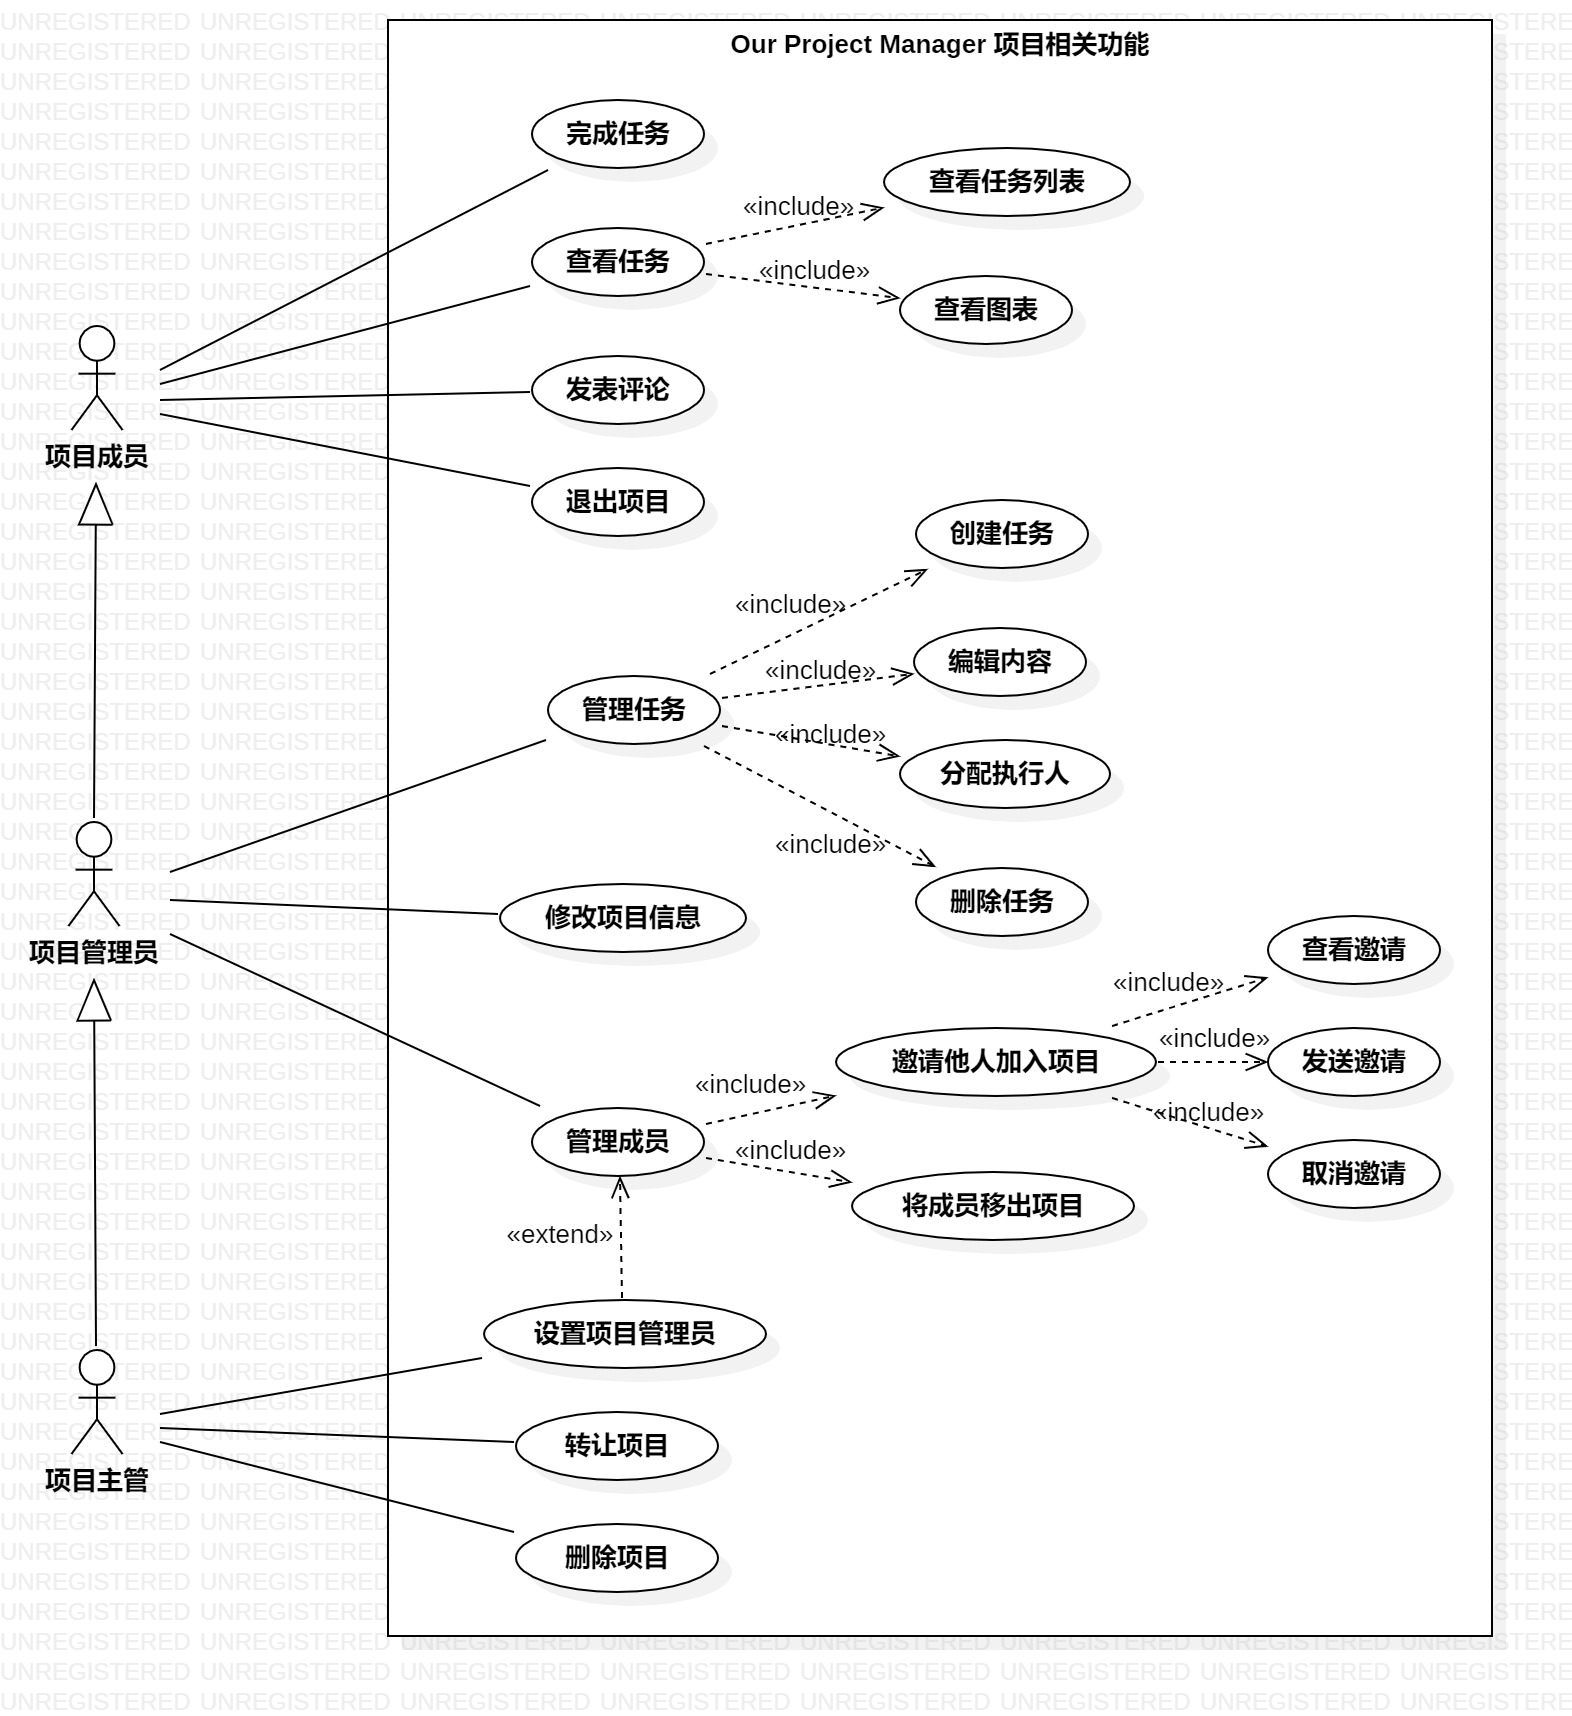 Our Project Manager 项目相关功能
完成任务
查看任务列表
«include»
查看任务
«include»
查看图表
发表评论
项目成员
退出项目
创建任务
«include»
编辑内容
«include»
管理任务
«include»
分配执行人
«include»
删除任务
修改项目信息
项目管理员
查看邀请
«include»
«include»
邀请他人加入项目
发送邀请
«include»
«include»
管理成员
«include»
取消邀请
将成员移出项目
«extend»
设置项目管理员
转让项目
项目主管
删除项目
UNREGISTERED UNREGISTERED UNREGISTERED UNREGISTERED UNREGISTERED UNREGISTERED UNREGISTERED